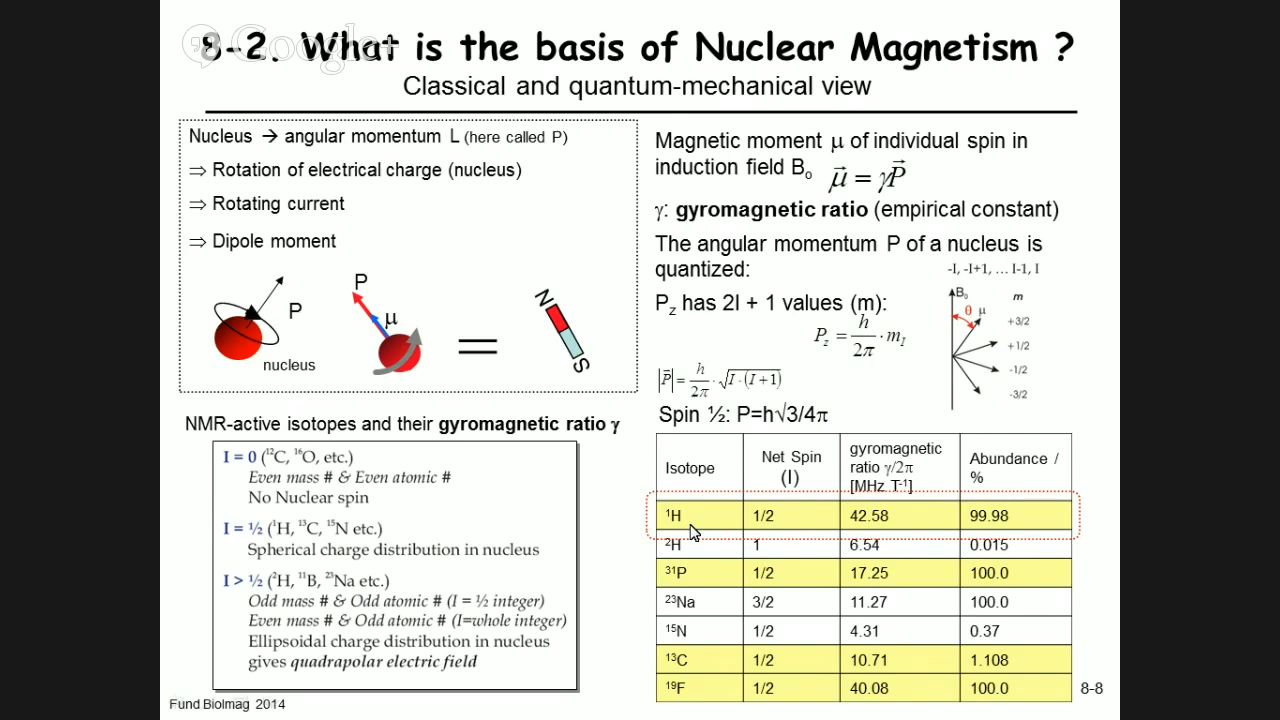 Google+
8-2. What is the basis of Nuclear Magnetism ?
Classical and quantum-mechanical view
Nucleus → angular momentum L (here called P)
⇒ Rotation of electrical charge (nucleus)
⇒ Rotating current
⇒ Dipole moment
P
nucleus
P
μ
=
N
S
NMR-active isotopes and their gyromagnetic ratio γ
I = 0 (¹²C, ¹⁶O, etc.)
Even mass # & Even atomic #
No Nuclear spin
I = ½ (¹H, ¹³C, ¹⁵N etc.)
Spherical charge distribution in nucleus
I > ½ (²H, ¹¹B, ²³Na etc.)
Odd mass # & Odd atomic # (I = ½ integer)
Even mass # & Odd atomic # (I=whole integer)
Ellipsoidal charge distribution in nucleus
gives quadrapolar electric field
Fund BioImag 2014
Magnetic moment μ of individual spin in
induction field B₀ μ⃗ = γP⃗
γ: gyromagnetic ratio (empirical constant)
The angular momentum P of a nucleus is
quantized:
-I, -I+1, … I-1, I
P_z has 2I + 1 values (m):
P_z = h/2π · m_I
B₀
m
θ μ
+3/2
+1/2
-1/2
-3/2
|P⃗| = h/2π · √(I · (I + 1))
Spin ½: P=h√3/4π
Isotope Net Spin (I) gyromagnetic ratio γ/2π [MHz T⁻¹] Abundance / %
¹H 1/2 42.58 99.98
²H 1 6.54 0.015
³¹P 1/2 17.25 100.0
²³Na 3/2 11.27 100.0
¹⁵N 1/2 4.31 0.37
¹³C 1/2 10.71 1.108
¹⁹F 1/2 40.08 100.0
8-8